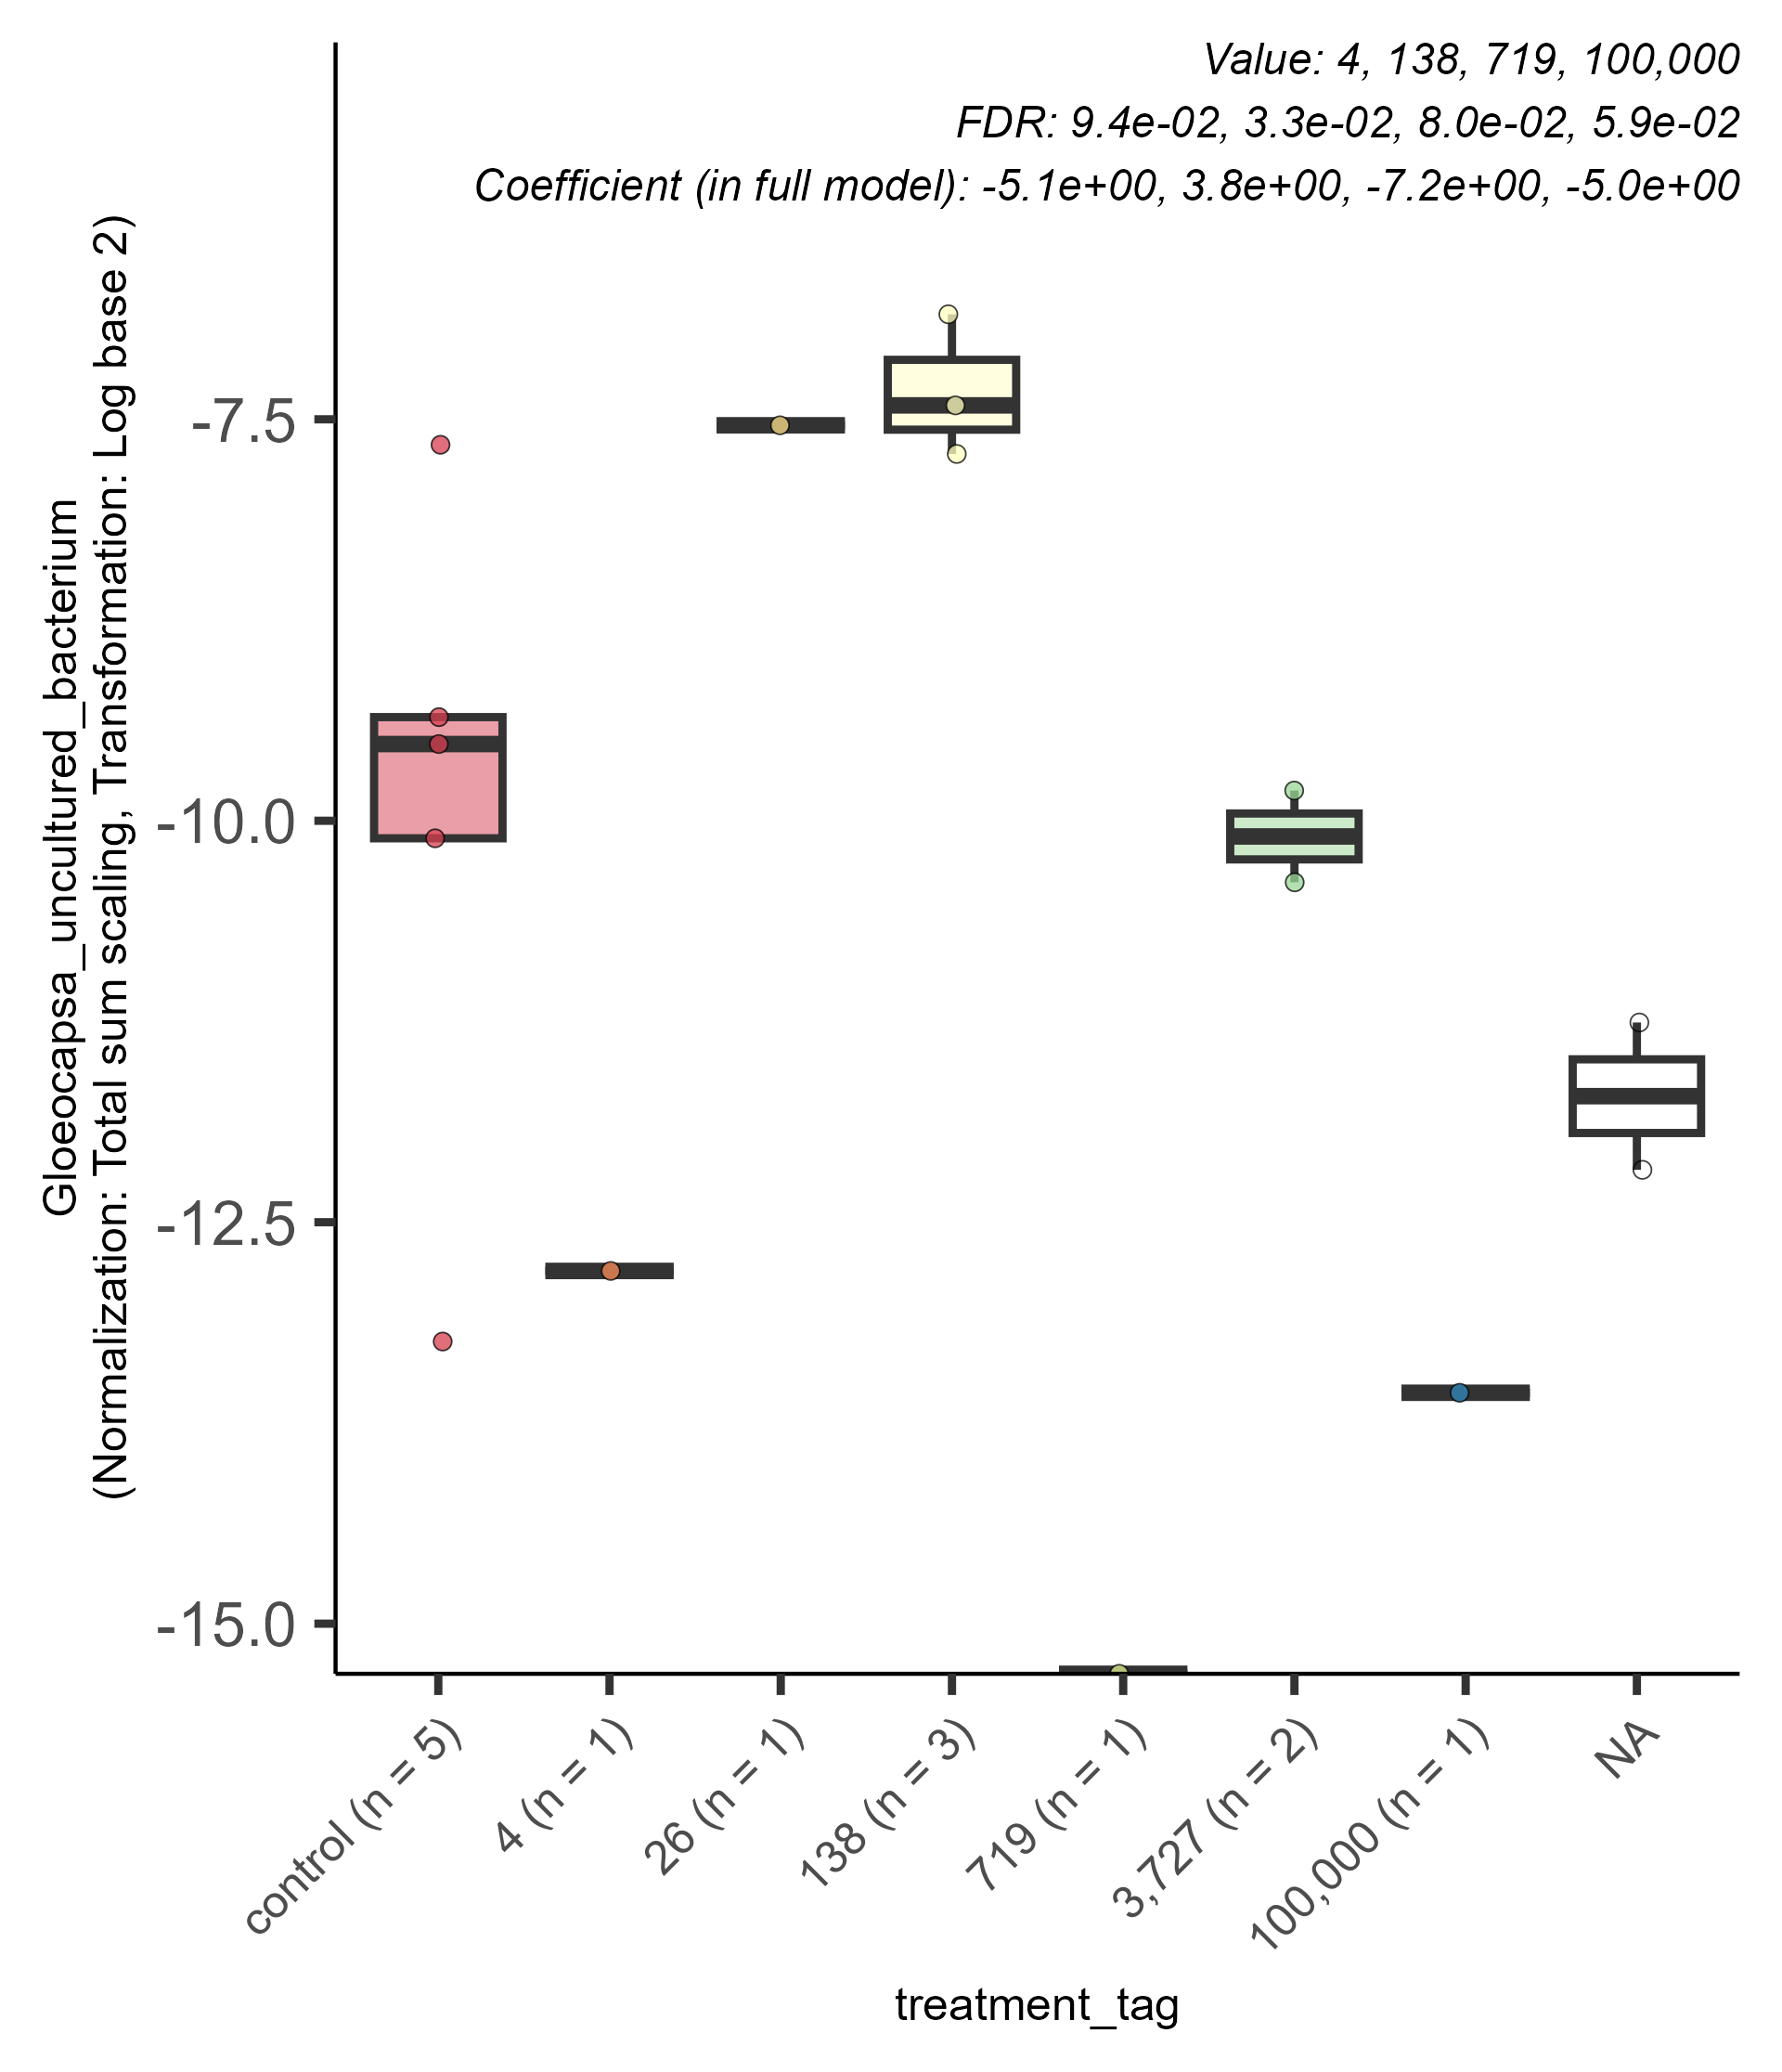 Value: 4, 138, 719, 100,000
FDR: 9.4e-02, 3.3e-02, 8.0e-02, 5.9e-02
Coefficient (in full model): -5.1e+00, 3.8e+00, -7.2e+00, -5.0e+00
Gloeocapsa_uncultured_bacterium
(Normalization: Total sum scaling, Transformation: Log base 2)
-7.5
-10.0
-12.5
-15.0
control (n = 5)
4 (n = 1)
26 (n = 1)
138 (n = 3)
719 (n = 1)
3,727 (n = 2)
100,000 (n = 1)
NA
treatment_tag